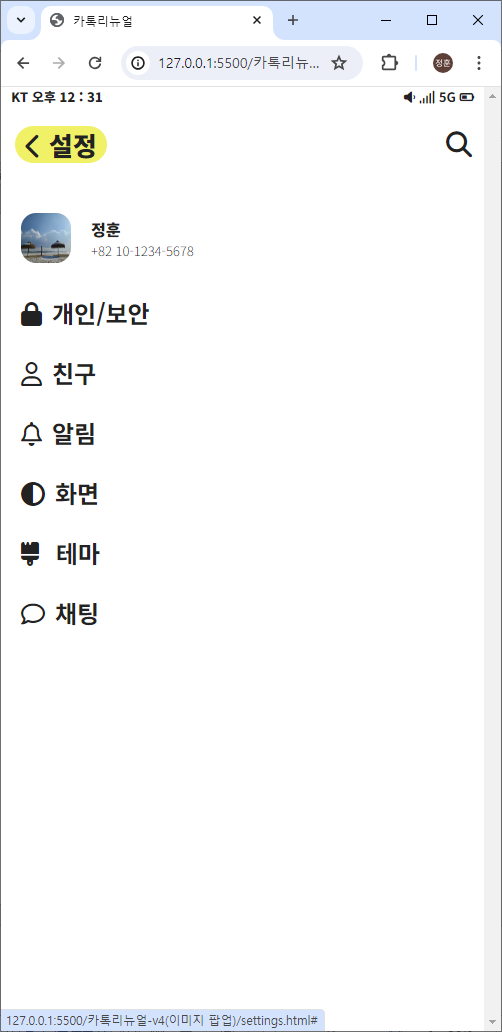 카톡리뉴얼
127.0.0.1:5500/카톡리뉴...
정훈
KT 오후 12 : 31
5G
설정
정훈
+82 10-1234-5678
개인/보안
친구
알림
화면
테마
채팅
127.0.0.1:5500/카톡리뉴얼-v4(이미지 팝업)/settings.html#